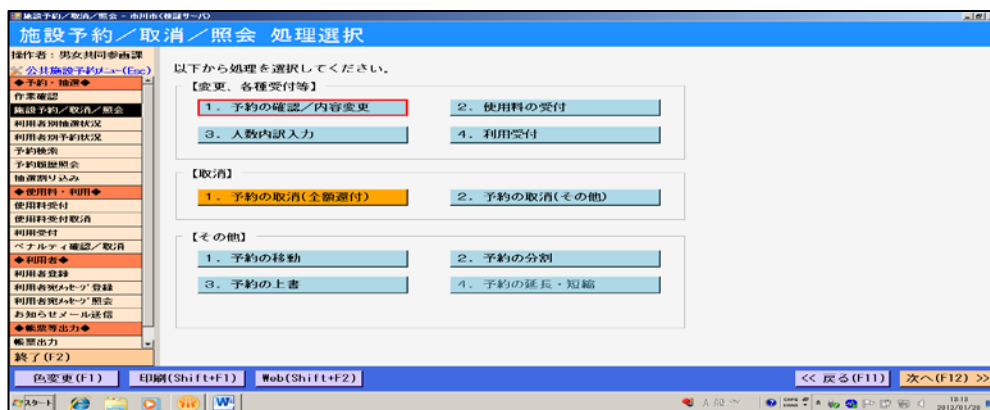 施設予約／取消／照会 - 市川市(検証サーバ)
施設予約／取消／照会 処理選択
操作者：男女共同参画課
公共施設予約メニュー(Esc)
◆予約・抽選◆
作業確認
施設予約／取消／照会
利用者別抽選状況
利用者別予約状況
予約検索
予約履歴照会
抽選割り込み
◆使用料・利用◆
使用料受付
使用料受付取消
利用受付
ペナルティ確認／取消
◆利用者◆
利用者登録
利用者宛メッセージ登録
利用者宛メッセージ照会
お知らせメール送信
◆帳票等出力◆
帳票出力
終了(F2)
以下から処理を選択してください。
【変更、各種受付等】
1. 予約の確認／内容変更
2. 使用料の受付
3. 人数内訳入力
4. 利用受付
【取消】
1. 予約の取消(全額還付)
2. 予約の取消(その他)
【その他】
1. 予約の移動
2. 予約の分割
3. 予約の上書
4. 予約の延長・短縮
色変更(F1)
印刷(Shift+F1)
Web(Shift+F2)
<< 戻る(F11)
次へ(F12) >>
スタート
A 般
CAPS
18:18
2012/01/20